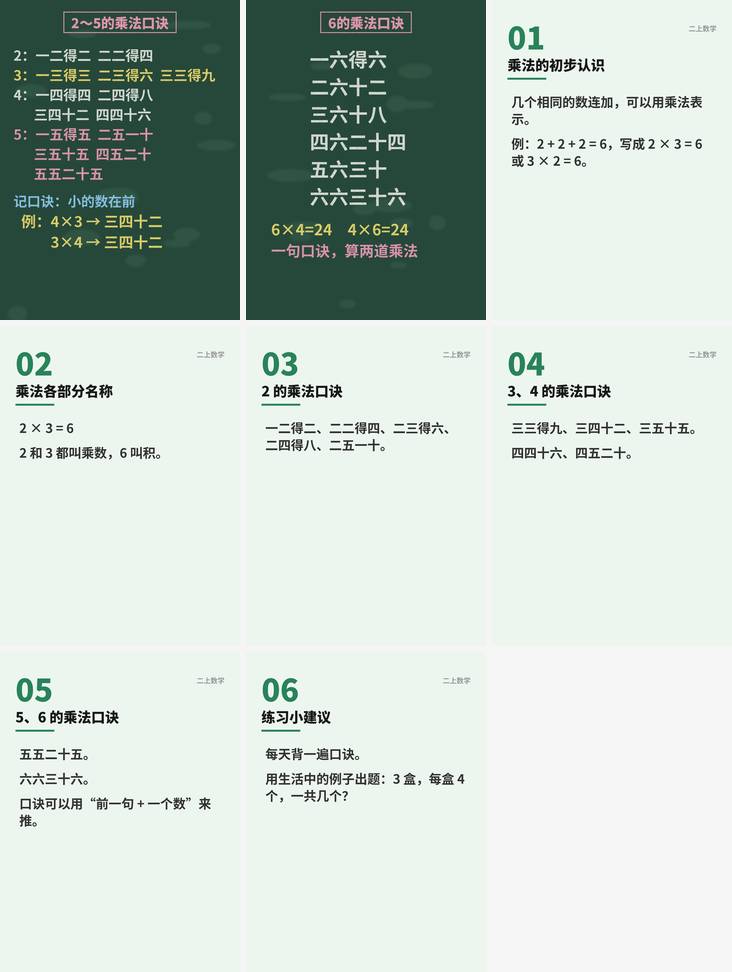 2～5的乘法口诀
2：一二得二 二二得四
3：一三得三 二三得六 三三得九
4：一四得四 二四得八
三四十二 四四十六
5：一五得五 二五一十
三五十五 四五二十
五五二十五
记口诀：小的数在前
例：4×3 → 三四十二
3×4 → 三四十二
6的乘法口诀
一六得六
二六十二
三六十八
四六二十四
五六三十
六六三十六
6×4=24 4×6=24
一句口诀，算两道乘法
01
二上数学
乘法的初步认识
几个相同的数连加，可以用乘法表
示。
例：2 + 2 + 2 = 6，写成 2 × 3 = 6
或 3 × 2 = 6。
02
二上数学
乘法各部分名称
2 × 3 = 6
2 和 3 都叫乘数，6 叫积。
03
二上数学
2 的乘法口诀
一二得二、二二得四、二三得六、
二四得八、二五一十。
04
二上数学
3、4 的乘法口诀
三三得九、三四十二、三五十五。
四四十六、四五二十。
05
二上数学
5、6 的乘法口诀
五五二十五。
六六三十六。
口诀可以用“前一句 + 一个数”来
推。
06
二上数学
练习小建议
每天背一遍口诀。
用生活中的例子出题：3 盒，每盒 4
个，一共几个？